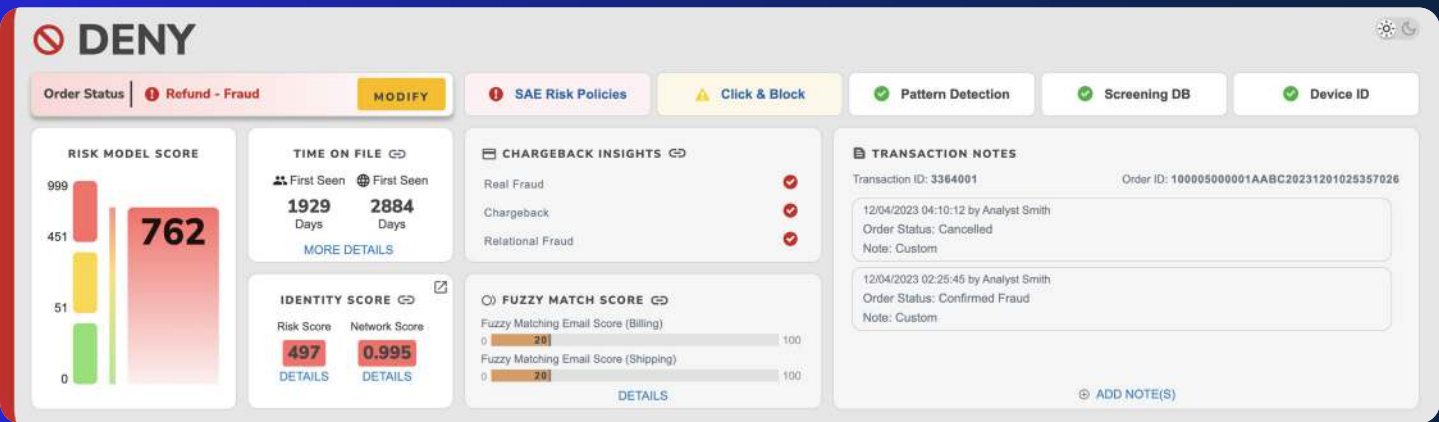 DENY
Order Status Refund - Fraud MODIFY
SAE Risk Policies
Click & Block
Pattern Detection
Screening DB
Device ID
RISK MODEL SCORE
999
451
51
0
762
TIME ON FILE
First Seen First Seen
1929 2884
Days Days
MORE DETAILS
IDENTITY SCORE
Risk Score Network Score
497 0.995
DETAILS DETAILS
CHARGEBACK INSIGHTS
Real Fraud
Chargeback
Relational Fraud
FUZZY MATCH SCORE
Fuzzy Matching Email Score (Billing)
0 20 100
Fuzzy Matching Email Score (Shipping)
0 20 100
DETAILS
TRANSACTION NOTES
Transaction ID: 3364001 Order ID: 100005000001AABC20231201025357026
12/04/2023 04:10:12 by Analyst Smith
Order Status: Cancelled
Note: Custom
12/04/2023 02:25:45 by Analyst Smith
Order Status: Confirmed Fraud
Note: Custom
ADD NOTE(S)